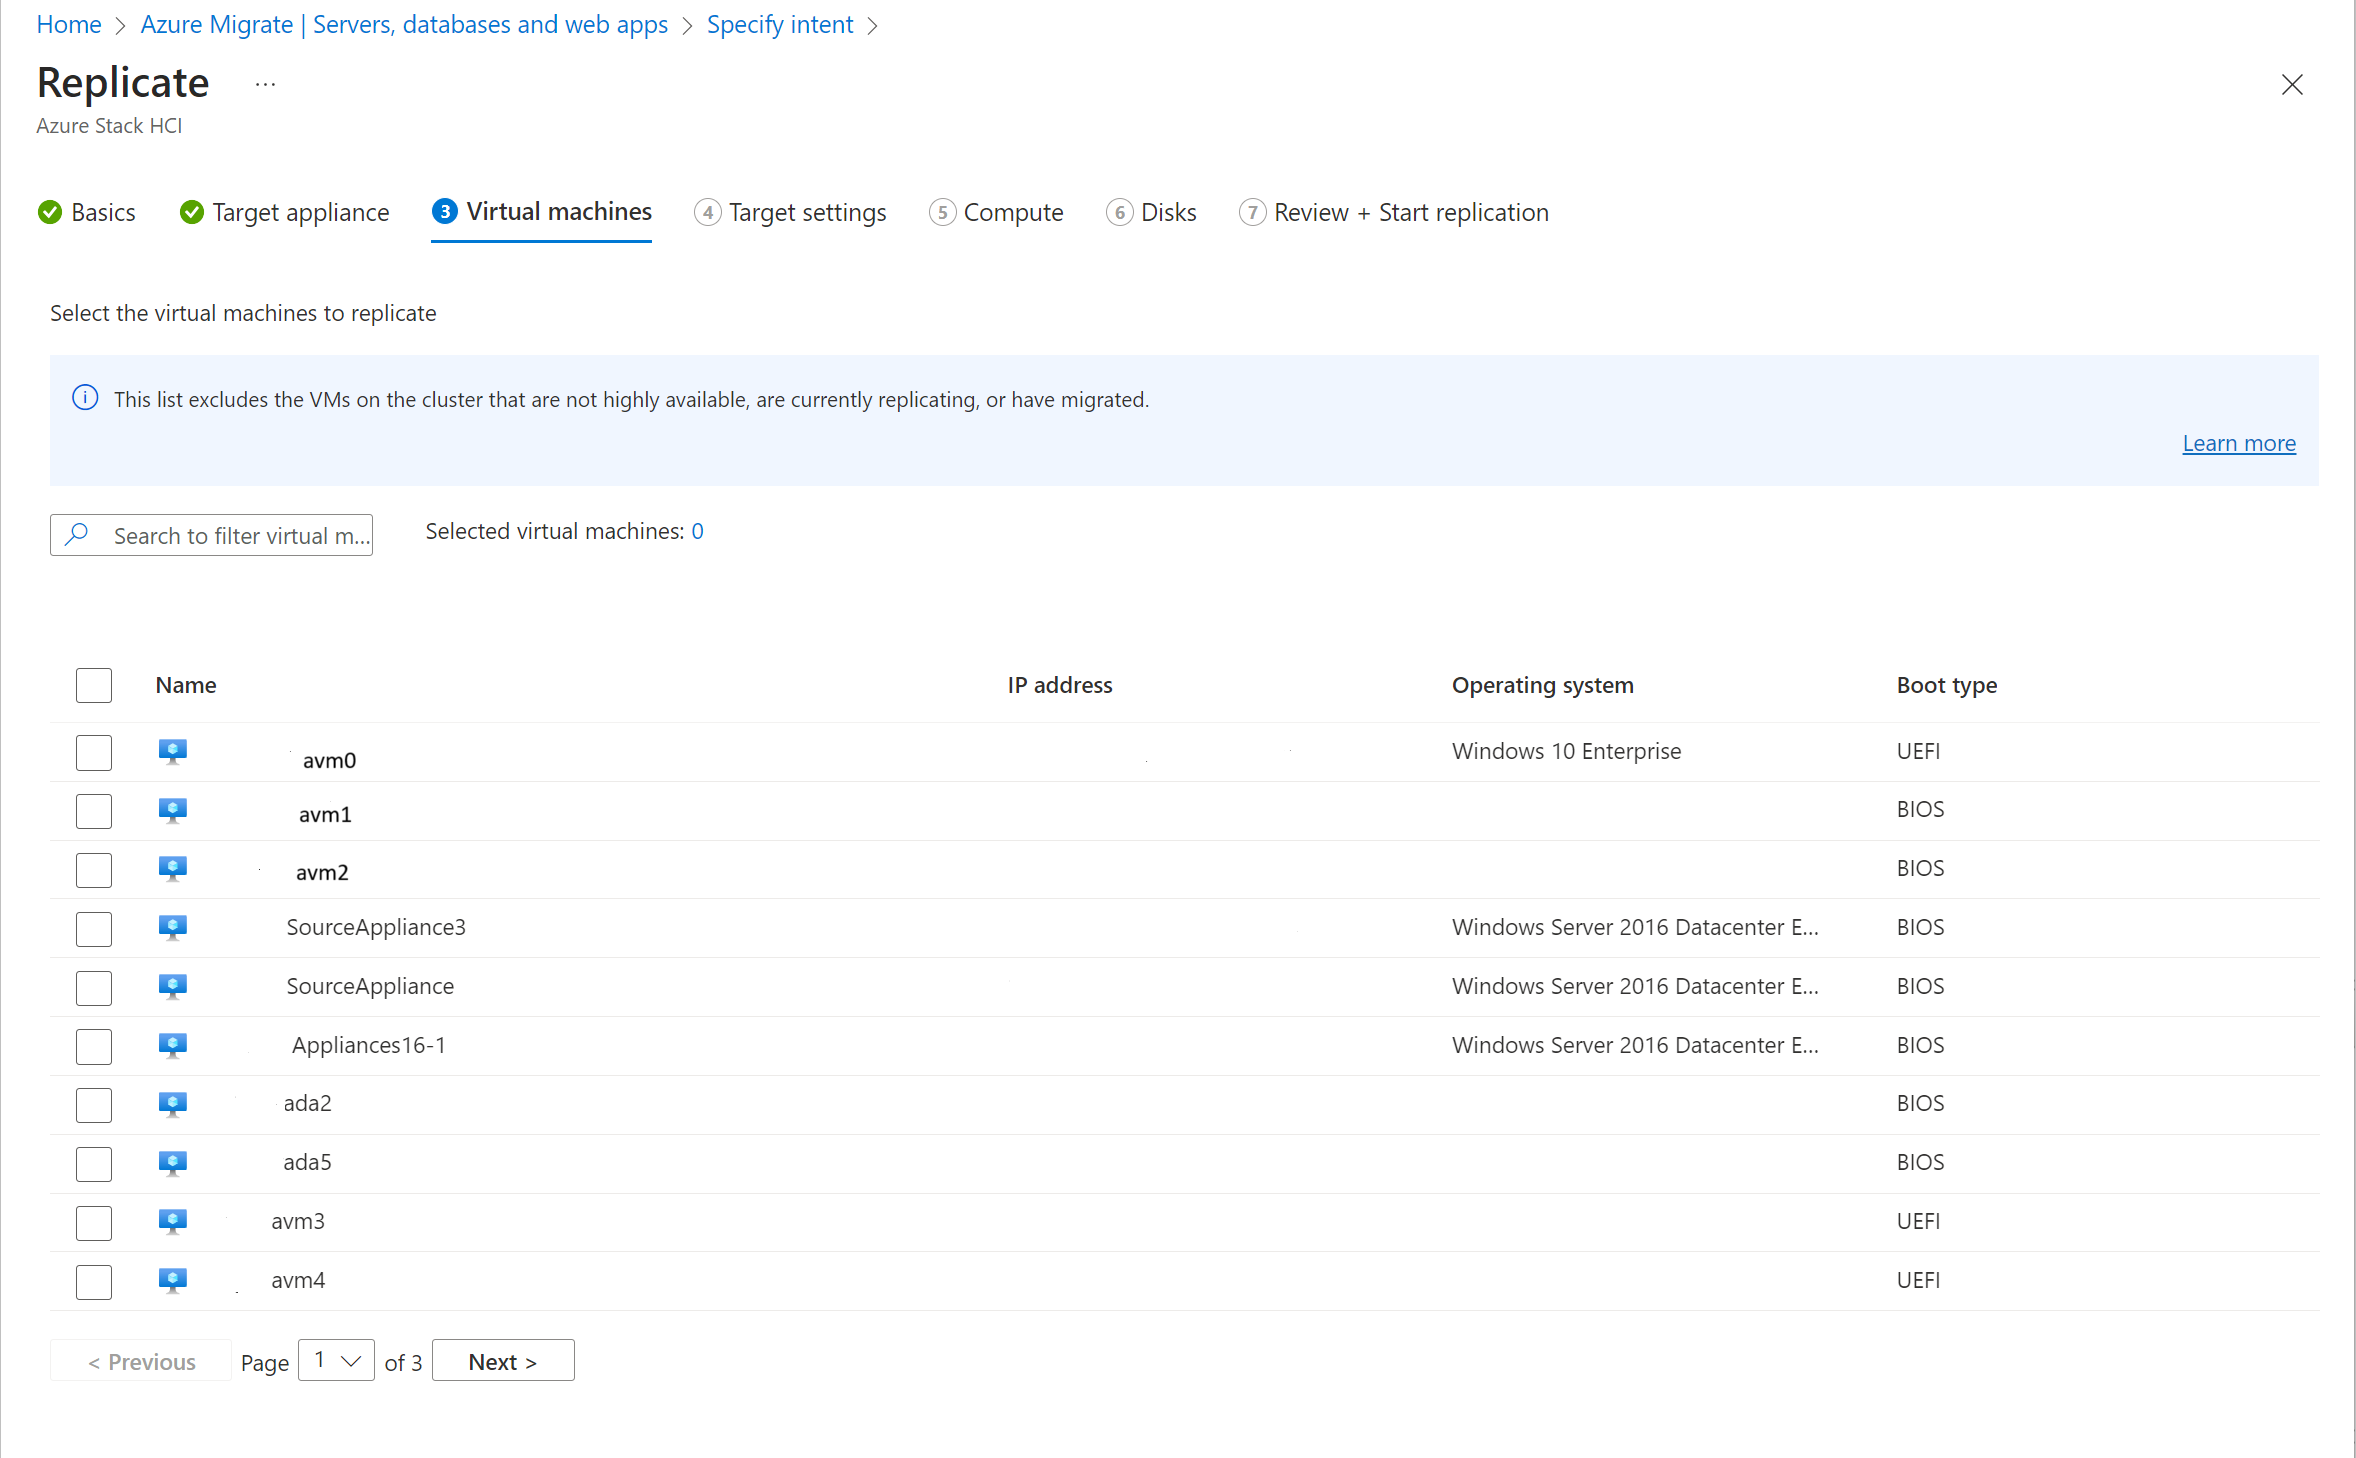 Home > Azure Migrate | Servers, databases and web apps > Specify intent >
Replicate ...
Azure Stack HCI
Basics Target appliance 3 Virtual machines 4 Target settings 5 Compute 6 Disks 7 Review + Start replication
Select the virtual machines to replicate
This list excludes the VMs on the cluster that are not highly available, are currently replicating, or have migrated.
Learn more
Search to filter virtual m... Selected virtual machines: 0
Name IP address Operating system Boot type
avm0 Windows 10 Enterprise UEFI
avm1 BIOS
avm2 BIOS
SourceAppliance3 Windows Server 2016 Datacenter E... BIOS
SourceAppliance Windows Server 2016 Datacenter E... BIOS
Appliances16-1 Windows Server 2016 Datacenter E... BIOS
ada2 BIOS
ada5 BIOS
avm3 UEFI
avm4 UEFI
< Previous Page 1 of 3 Next >